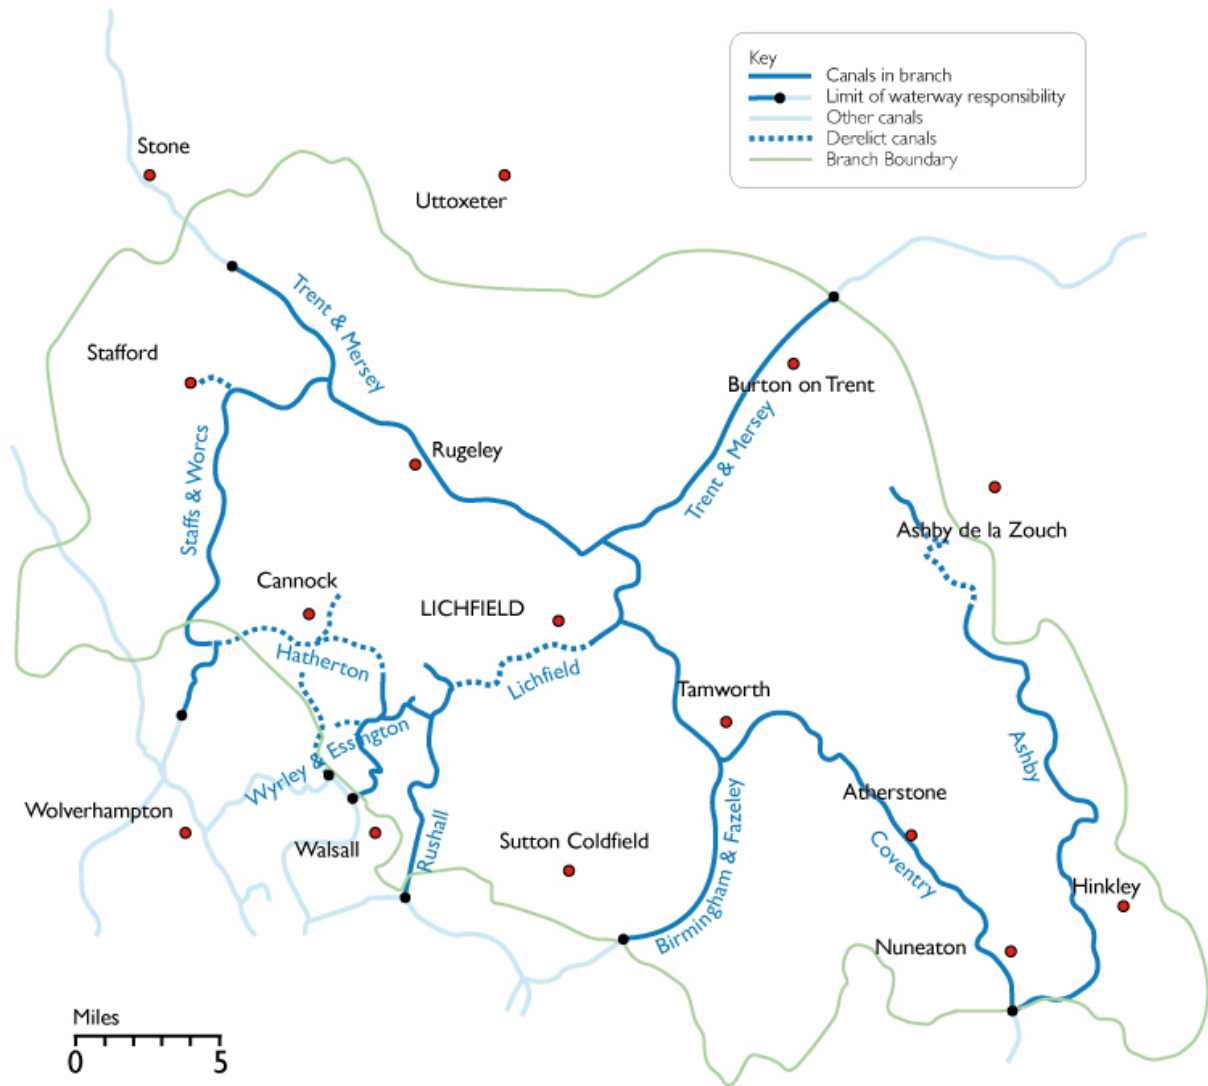 Key
Canals in branch
Limit of waterway responsibility
Other canals
Derelict canals
Branch Boundary
Stone
Uttoxeter
Trent & Mersey
Stafford
Burton on Trent
Trent & Mersey
Rugeley
Staffs & Worcs
Ashby de la Zouch
Cannock
LICHFIELD
Hatherton
Lichfield
Tamworth
Wyrley & Essington
Ashby
Wolverhampton
Walsall
Rushall
Sutton Coldfield
Birmingham & Fazeley
Atherstone
Coventry
Hinkley
Nuneaton
Miles
0 5